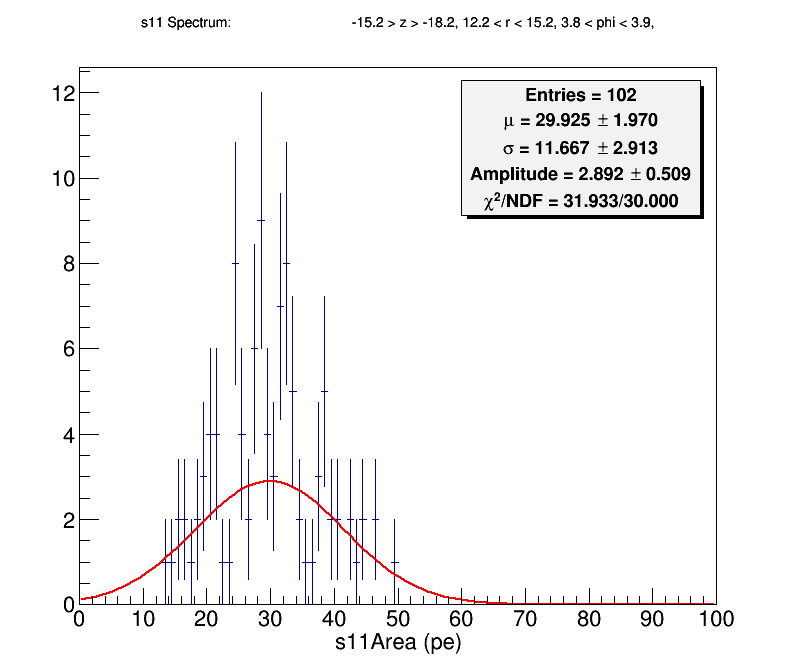 s11 Spectrum: -15.2 > z > -18.2, 12.2 < r < 15.2, 3.8 < phi < 3.9,
Entries = 102
μ = 29.925 ± 1.970
σ = 11.667 ± 2.913
Amplitude = 2.892 ± 0.509
χ²/NDF = 31.933/30.000
12
10
8
6
4
2
0
0 10 20 30 40 50 60 70 80 90 100
s11Area (pe)